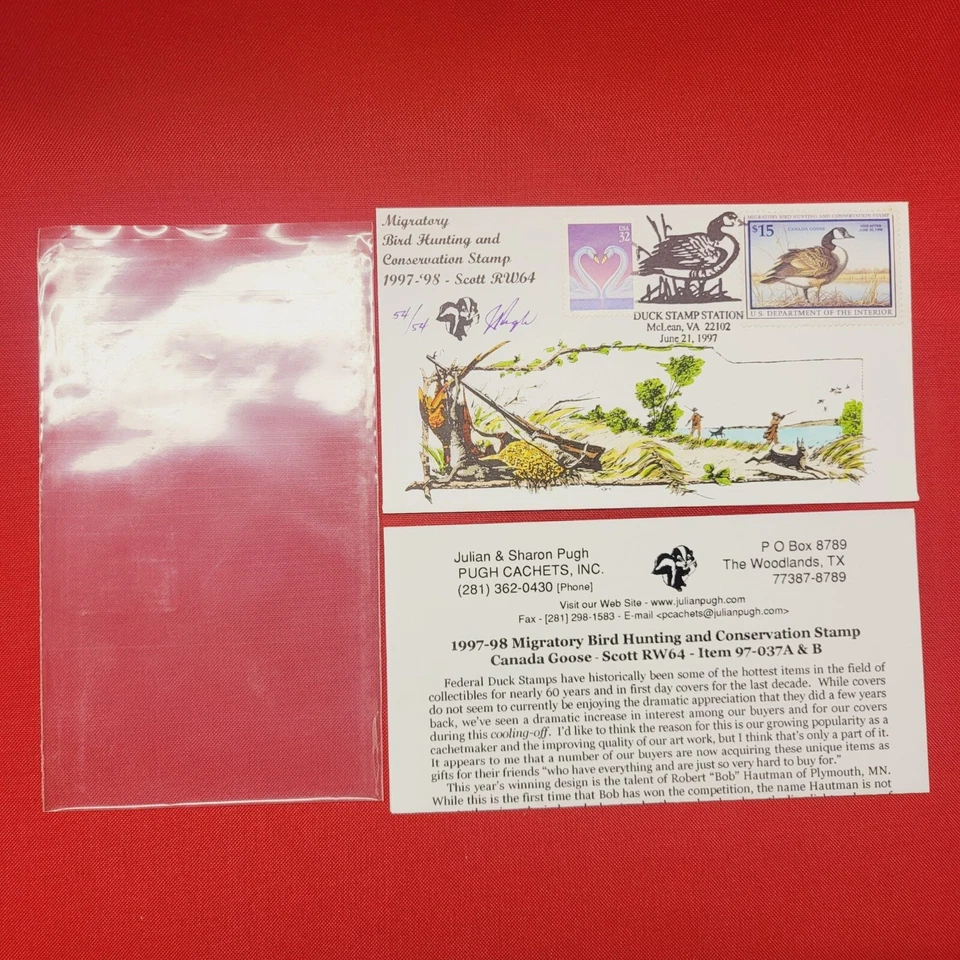 Migratory
Bird Hunting and
Conservation Stamp
1997-'98 - Scott RW64
54/54
JPugh
USA
32
MIGRATORY BIRD HUNTING AND CONSERVATION STAMP
$15
CANADA GOOSE
VOID AFTER
JUNE 30, 1998
U.S. DEPARTMENT OF THE INTERIOR
DUCK STAMP STATION
McLean, VA 22102
June 21, 1997
Julian & Sharon Pugh
PUGH CACHETS, INC.
(281) 362-0430 [Phone]
P O Box 8789
The Woodlands, TX
77387-8789
Visit our Web Site - www.julianpugh.com
Fax - [281] 298-1583 - E-mail <pcachets@julianpugh.com>
1997-98 Migratory Bird Hunting and Conservation Stamp
Canada Goose - Scott RW64 - Item 97-037A & B
Federal Duck Stamps have historically been some of the hottest items in the field of
collectibles for nearly 60 years and in first day covers for the last decade. While covers
do not seem to currently be enjoying the dramatic appreciation that they did a few years
back, we've seen a dramatic increase in interest among our buyers and for our covers
during this cooling-off. I'd like to think the reason for this is our growing popularity as a
cachetmaker and the improving quality of our art work, but I think that's only a part of it.
It appears to me that a number of our buyers are now acquiring these unique items as
gifts for their friends "who have everything and are just so very hard to buy for."
This year's winning design is the talent of Robert "Bob" Hautman of Plymouth, MN.
While this is the first time that Bob has won the competition, the name Hautman is not